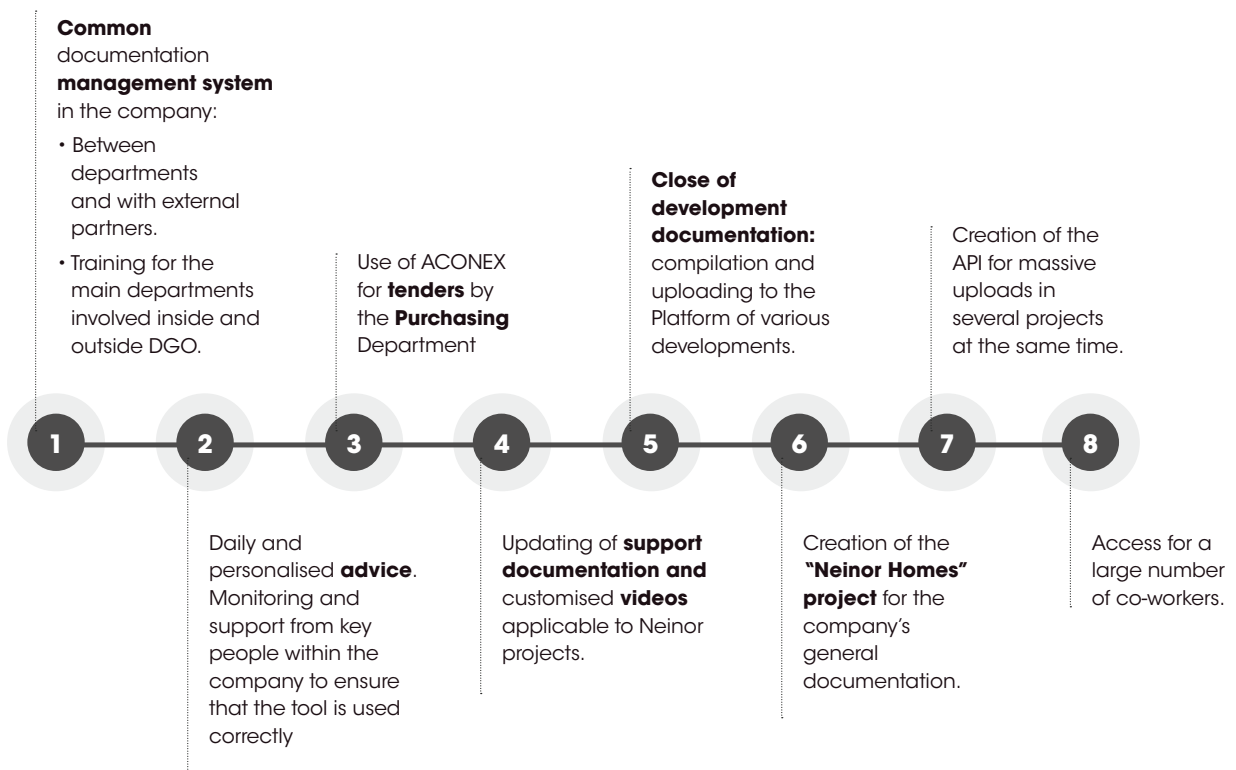 Common
documentation
management system
in the company:
• Between
departments
and with external
partners.
• Training for the
main departments
involved inside and
outside DGO.
Use of ACONEX
for tenders by
the Purchasing
Department
Close of
development
documentation:
compilation and
uploading to the
Platform of various
developments.
Creation of the
API for massive
uploads in
several projects
at the same time.
1
2
3
4
5
6
7
8
Daily and
personalised advice.
Monitoring and
support from key
people within the
company to ensure
that the tool is used
correctly
Updating of support
documentation and
customised videos
applicable to Neinor
projects.
Creation of the
“Neinor Homes”
project for the
company’s
general
documentation.
Access for a
large number
of co-workers.